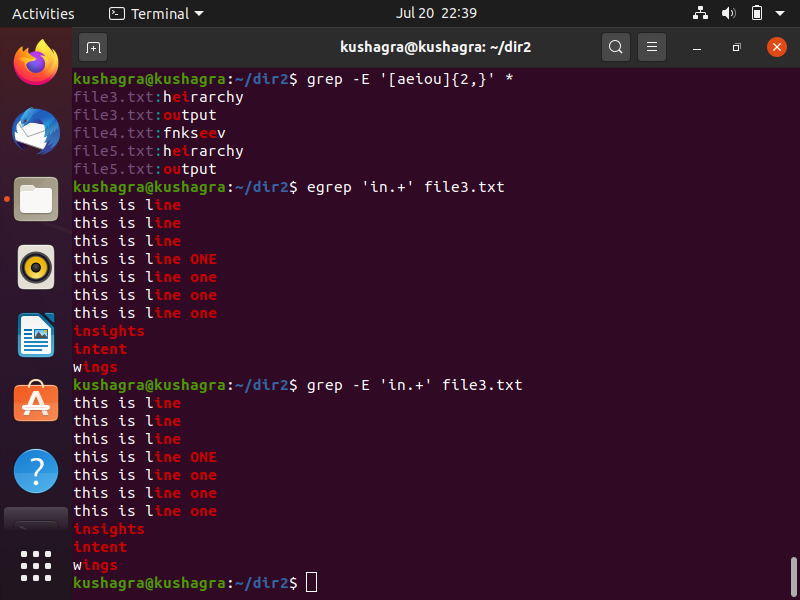 Activities Terminal Jul 20 22:39
kushagra@kushagra: ~/dir2
kushagra@kushagra:~/dir2$ grep -E '[aeiou]{2,}' *
file3.txt:heirarchy
file3.txt:output
file4.txt:fnkseev
file5.txt:heirarchy
file5.txt:output
kushagra@kushagra:~/dir2$ egrep 'in.+' file3.txt
this is line
this is line
this is line
this is line ONE
this is line one
this is line one
this is line one
insights
intent
wings
kushagra@kushagra:~/dir2$ grep -E 'in.+' file3.txt
this is line
this is line
this is line
this is line ONE
this is line one
this is line one
this is line one
insights
intent
wings
kushagra@kushagra:~/dir2$